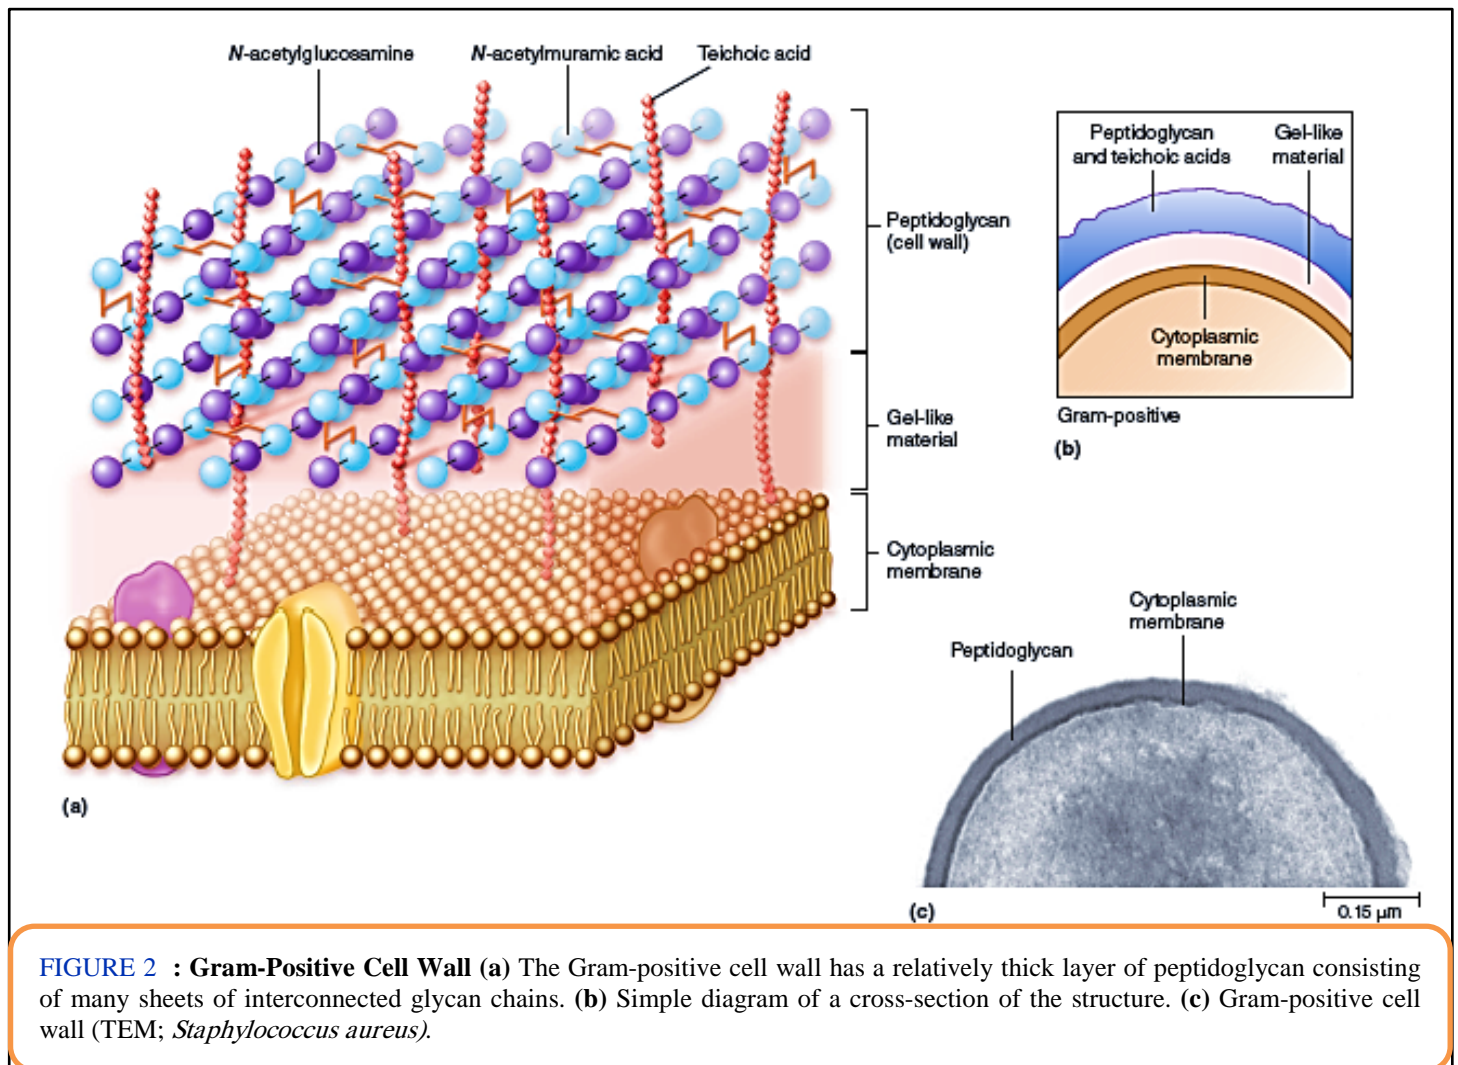 N-acetylglucosamine
N-acetylmuramic acid
Teichoic acid
Peptidoglycan
(cell wall)
Gel-like
material
Cytoplasmic
membrane
(a)
Peptidoglycan
and teichoic acids
Gel-like
material
Cytoplasmic
membrane
Gram-positive
(b)
Cytoplasmic
membrane
Peptidoglycan
(c)
0.15 µm
FIGURE 2 : Gram-Positive Cell Wall (a) The Gram-positive cell wall has a relatively thick layer of peptidoglycan consisting
of many sheets of interconnected glycan chains. (b) Simple diagram of a cross-section of the structure. (c) Gram-positive cell
wall (TEM; Staphylococcus aureus).